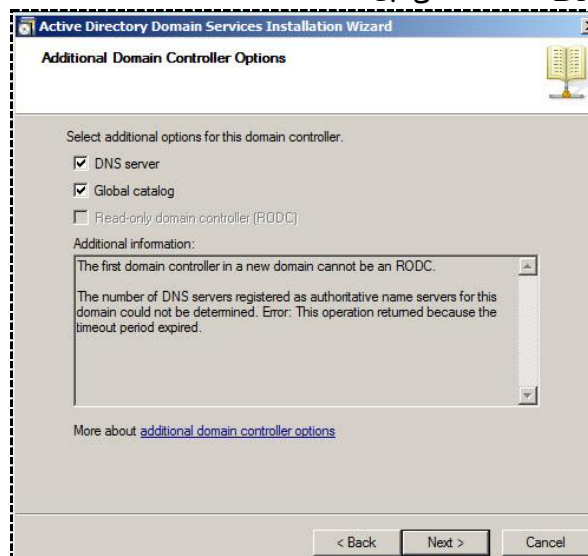 Active Directory Domain Services Installation Wizard
Additional Domain Controller Options
Select additional options for this domain controller.
DNS server
Global catalog
Read-only domain controller (RODC)
Additional information:
The first domain controller in a new domain cannot be an RODC.
The number of DNS servers registered as authoritative name servers for this
domain could not be determined. Error: This operation returned because the
timeout period expired.
More about additional domain controller options
< Back Next > Cancel